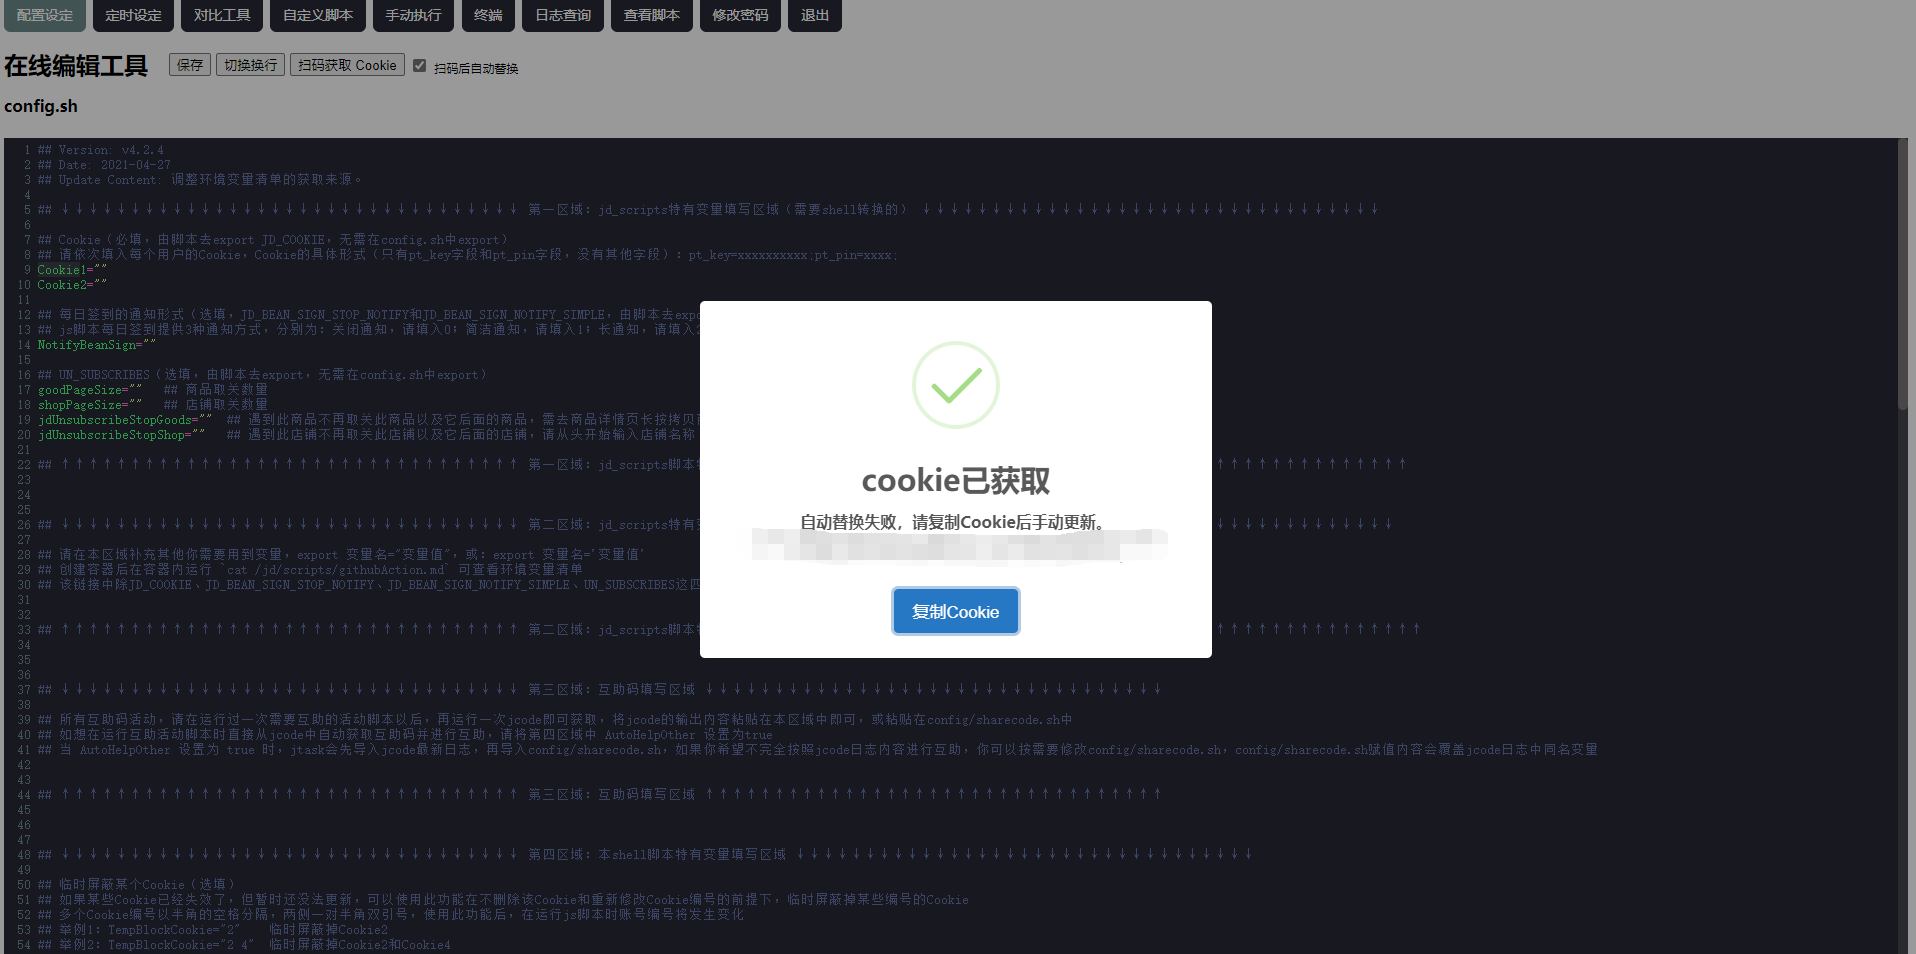 配置设定 定时设定 对比工具 自定义脚本 手动执行 终端 日志查询 查看脚本 修改密码 退出
在线编辑工具 保存 切换换行 扫码获取 Cookie 扫码后自动替换
config.sh
1 ## Version: v4.2.4
2 ## Date: 2021-04-27
3 ## Update Content: 调整环境变量清单的获取来源。
4
5 ## ↓↓↓↓↓↓↓↓↓↓↓↓↓↓↓↓↓↓↓↓↓↓↓↓↓↓↓↓↓↓↓↓↓ 第一区域：jd_scripts特有变量填写区域（需要shell转换的） ↓↓↓↓↓↓↓↓↓↓↓↓↓↓↓↓↓↓↓↓↓↓↓↓↓↓↓↓↓↓↓↓↓
6
7 ## Cookie（必填，由脚本去export JD_COOKIE，无需在config.sh中export）
8 ## 请依次填入每个用户的Cookie，Cookie的具体形式（只有pt_key字段和pt_pin字段，没有其他字段）：pt_key=xxxxxxxxxx;pt_pin=xxxx;
9 Cookie1=""
10 Cookie2=""
11
12 ## 每日签到的通知形式（选填，JD_BEAN_SIGN_STOP_NOTIFY和JD_BEAN_SIGN_NOTIFY_SIMPLE，由脚本去expo
13 ## js脚本每日签到提供3种通知方式，分别为：关闭通知，请填入0；简洁通知，请填入1；长通知，请填入2
14 NotifyBeanSign=""
15
16 ## UN_SUBSCRIBES（选填，由脚本去export，无需在config.sh中export）
17 goodPageSize="" ## 商品取关数量
18 shopPageSize="" ## 店铺取关数量
19 jdUnsubscribeStopGoods="" ## 遇到此商品不再取关此商品以及它后面的商品，需去商品详情页长按拷贝
20 jdUnsubscribeStopShop="" ## 遇到此店铺不再取关此店铺以及它后面的店铺，请从头开始输入店铺名称
21
22 ## ↑↑↑↑↑↑↑↑↑↑↑↑↑↑↑↑↑↑↑↑↑↑↑↑↑↑↑↑↑↑↑↑↑ 第一区域：jd_scripts脚本 ↑↑↑↑↑↑↑↑↑↑↑↑↑↑
23
24
25
26 ## ↓↓↓↓↓↓↓↓↓↓↓↓↓↓↓↓↓↓↓↓↓↓↓↓↓↓↓↓↓↓↓↓↓ 第二区域：jd_scripts特有 ↓↓↓↓↓↓↓↓↓↓↓↓↓
27
28 ## 请在本区域补充其他你需要用到变量，export 变量名="变量值"，或：export 变量名='变量值'
29 ## 创建容器后在容器内运行 `cat /jd/scripts/githubAction.md` 可查看环境变量清单
30 ## 该链接中除JD_COOKIE、JD_BEAN_SIGN_STOP_NOTIFY、JD_BEAN_SIGN_NOTIFY_SIMPLE、UN_SUBSCRIBES这四
31
32
33 ## ↑↑↑↑↑↑↑↑↑↑↑↑↑↑↑↑↑↑↑↑↑↑↑↑↑↑↑↑↑↑↑↑↑ 第二区域：jd_scripts脚本 ↑↑↑↑↑↑↑↑↑↑↑↑↑↑↑
34
35
36
37 ## ↓↓↓↓↓↓↓↓↓↓↓↓↓↓↓↓↓↓↓↓↓↓↓↓↓↓↓↓↓↓↓↓↓ 第三区域：互助码填写区域 ↓↓↓↓↓↓↓↓↓↓↓↓↓↓↓↓↓↓↓↓↓↓↓↓↓↓↓↓↓↓↓↓↓
38
39 ## 所有互助码活动，请在运行过一次需要互助的活动脚本以后，再运行一次jcode即可获取，将jcode的输出内容粘贴在本区域中即可，或粘贴在config/sharecode.sh中
40 ## 如想在运行互助活动脚本时直接从jcode中自动获取互助码并进行互助，请将第四区域中 AutoHelpOther 设置为true
41 ## 当 AutoHelpOther 设置为 true 时，jtask会先导入jcode最新日志，再导入config/sharecode.sh，如果你希望不完全按照jcode日志内容进行互助，你可以按需要修改config/sharecode.sh，config/sharecode.sh赋值内容会覆盖jcode日志中同名变量
42
43
44 ## ↑↑↑↑↑↑↑↑↑↑↑↑↑↑↑↑↑↑↑↑↑↑↑↑↑↑↑↑↑↑↑↑↑ 第三区域：互助码填写区域 ↑↑↑↑↑↑↑↑↑↑↑↑↑↑↑↑↑↑↑↑↑↑↑↑↑↑↑↑↑↑↑↑↑
45
46
47
48 ## ↓↓↓↓↓↓↓↓↓↓↓↓↓↓↓↓↓↓↓↓↓↓↓↓↓↓↓↓↓↓↓↓↓ 第四区域：本shell脚本特有变量填写区域 ↓↓↓↓↓↓↓↓↓↓↓↓↓↓↓↓↓↓↓↓↓↓↓↓↓↓↓↓↓↓↓↓↓
49
50 ## 临时屏蔽某个Cookie（选填）
51 ## 如果某些Cookie已经失效了，但暂时还没法更新，可以使用此功能在不删除该Cookie和重新修改Cookie编号的前提下，临时屏蔽掉某些编号的Cookie
52 ## 多个Cookie编号以半角的空格分隔，两侧一对半角双引号，使用此功能后，在运行js脚本时账号编号将发生变化
53 ## 举例1：TempBlockCookie="2" 临时屏蔽掉Cookie2
54 ## 举例2：TempBlockCookie="2 4" 临时屏蔽掉Cookie2和Cookie4
cookie已获取
自动替换失败，请复制Cookie后手动更新。
复制Cookie